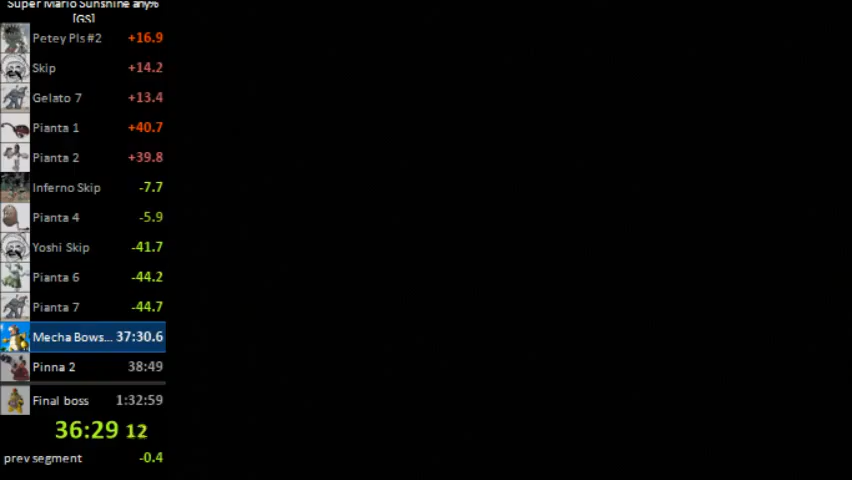 Super Mario Sunshine any%
[GS]
Petey Pls #2 +16.9
Skip +14.2
Gelato 7 +13.4
Pianta 1 +40.7
Pianta 2 +39.8
Inferno Skip -7.7
Pianta 4 -5.9
Yoshi Skip -41.7
Pianta 6 -44.2
Pianta 7 -44.7
Mecha Bows... 37:30.6
Pinna 2 38:49
Final boss 1:32:59
36:29 12
prev segment -0.4